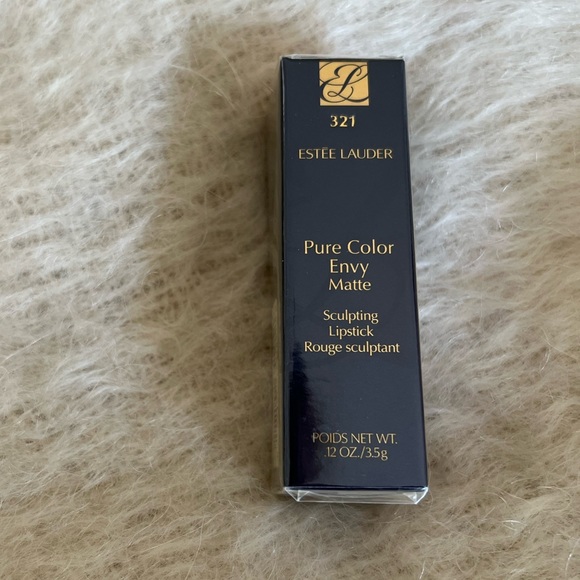 321
ESTĒE LAUDER
Pure Color
Envy
Matte
Sculpting
Lipstick
Rouge sculptant
POIDS NET WT.
.12 OZ./3.5g